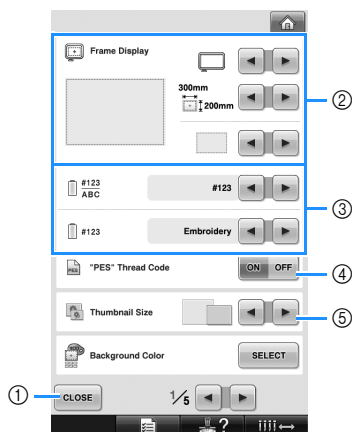 Frame Display
300mm
200mm
②
#123
ABC
#123
③
#123
Embroidery
PES
"PES" Thread Code
ON
OFF
④
Thumbnail Size
⑤
Background Color
SELECT
①
CLOSE
1/5
?